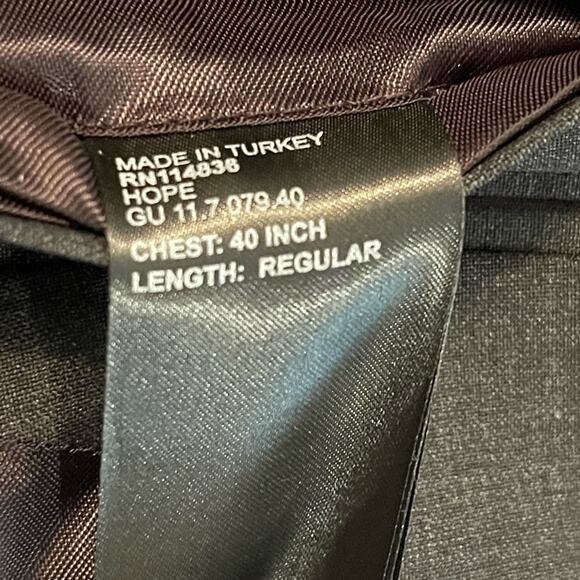 MADE IN TURKEY
RN114836
HOPE
GU 11.7.079.40
CHEST: 40 INCH
LENGTH: REGULAR